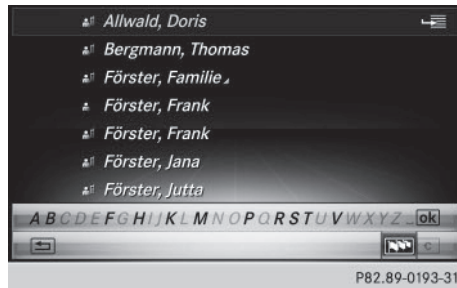 Allwald, Doris
Bergmann, Thomas
Förster, Familie
Förster, Frank
Förster, Frank
Förster, Jana
Förster, Jutta
A B C D E F G H I J K L M N O P Q R S T U V W X Y Z _ ok
c
P82.89-0193-31